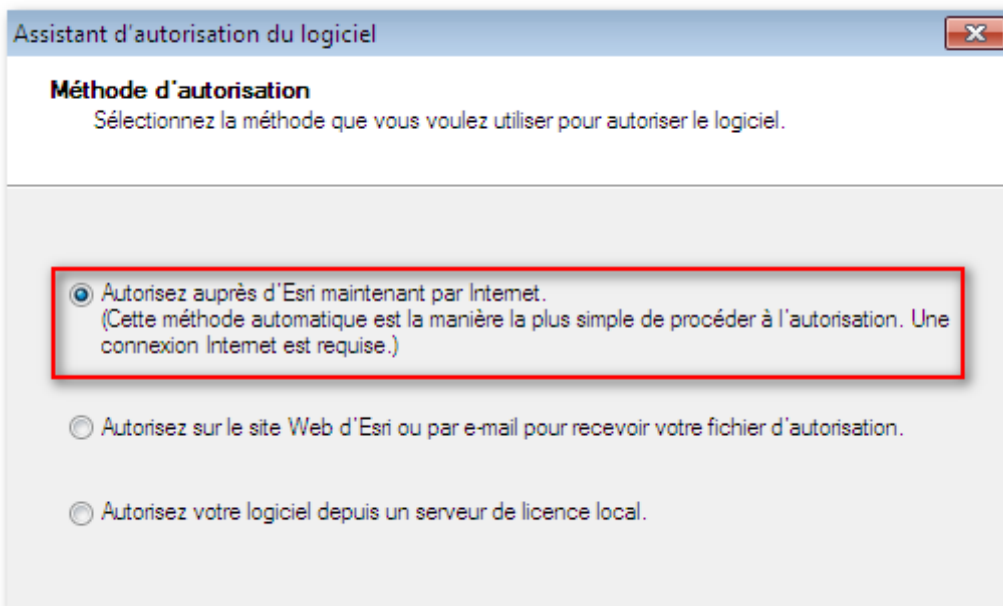 Assistant d'autorisation du logiciel
Méthode d'autorisation
Sélectionnez la méthode que vous voulez utiliser pour autoriser le logiciel.
Autorisez auprès d'Esri maintenant par Internet.
(Cette méthode automatique est la manière la plus simple de procéder à l'autorisation. Une
connexion Internet est requise.)
Autorisez sur le site Web d'Esri ou par e-mail pour recevoir votre fichier d'autorisation.
Autorisez votre logiciel depuis un serveur de licence local.